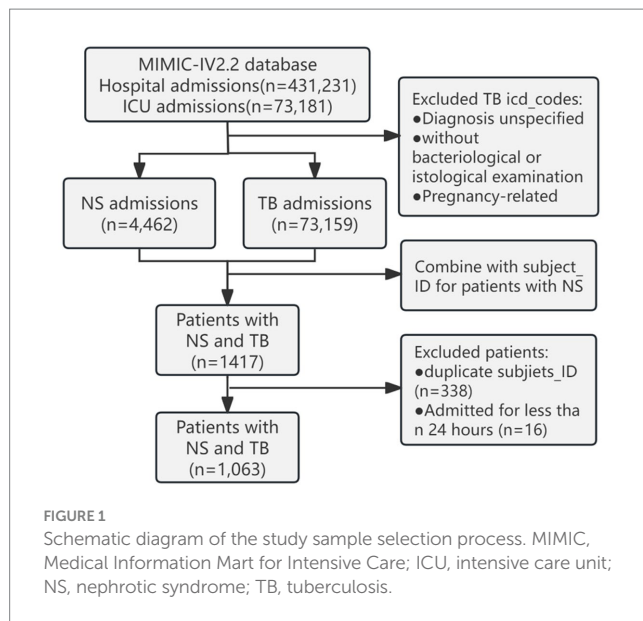 MIMIC-IV2.2 database
Hospital admissions(n=431,231)
ICU admissions(n=73,181)
Excluded TB icd_codes:
●Diagnosis unspecified
●without
bacteriological or
istological examination
●Pregnancy-related
NS admissions
(n=4,462)
TB admissions
(n=73,159)
Combine with subject_
ID for patients with NS
Patients with
NS and TB
(n=1417)
Excluded patients:
●duplicate subjiets_ID
(n=338)
●Admitted for less tha
n 24 hours (n=16)
Patients with
NS and TB
(n=1,063)
FIGURE 1
Schematic diagram of the study sample selection process. MIMIC,
Medical Information Mart for Intensive Care; ICU, intensive care unit;
NS, nephrotic syndrome; TB, tuberculosis.